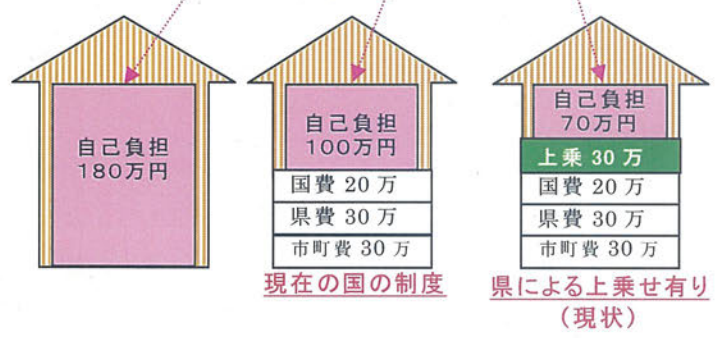 自己負担
180万円
自己負担
100万円
国費 20 万
県費 30 万
市町費 30 万
現在の国の制度
自己負担
70万円
上乗 30 万
国費 20 万
県費 30 万
市町費 30 万
県による上乗せ有り
（現状）